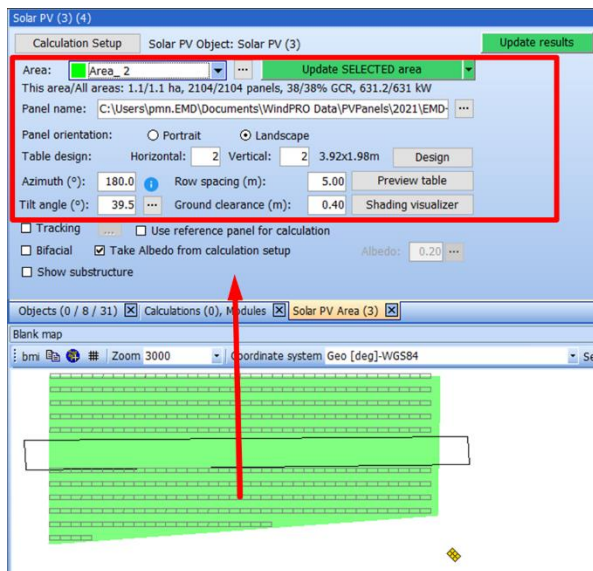 Solar PV (3) (4)
Calculation Setup Solar PV Object: Solar PV (3) Update results
Area: Area_ 2 ... Update SELECTED area
This area/All areas: 1.1/1.1 ha, 2104/2104 panels, 38/38% GCR, 631.2/631 kW
Panel name: C:\Users\pmn.EMD\Documents\WindPRO Data\PVPanels\2021\EMD- ...
Panel orientation: Portrait Landscape
Table design: Horizontal: 2 Vertical: 2 3.92x1.98m Design
Azimuth (°): 180.0 i Row spacing (m): 5.00 Preview table
Tilt angle (°): 39.5 ... Ground clearance (m): 0.40 Shading visualizer
Tracking ... Use reference panel for calculation
Bifacial Take Albedo from calculation setup Albedo: 0.20 ...
Show substructure
Objects (0 / 8 / 31) Calculations (0), Modules Solar PV Area (3)
Blank map
bmi Zoom 3000 Coordinate system Geo [deg]-WGS84 Se